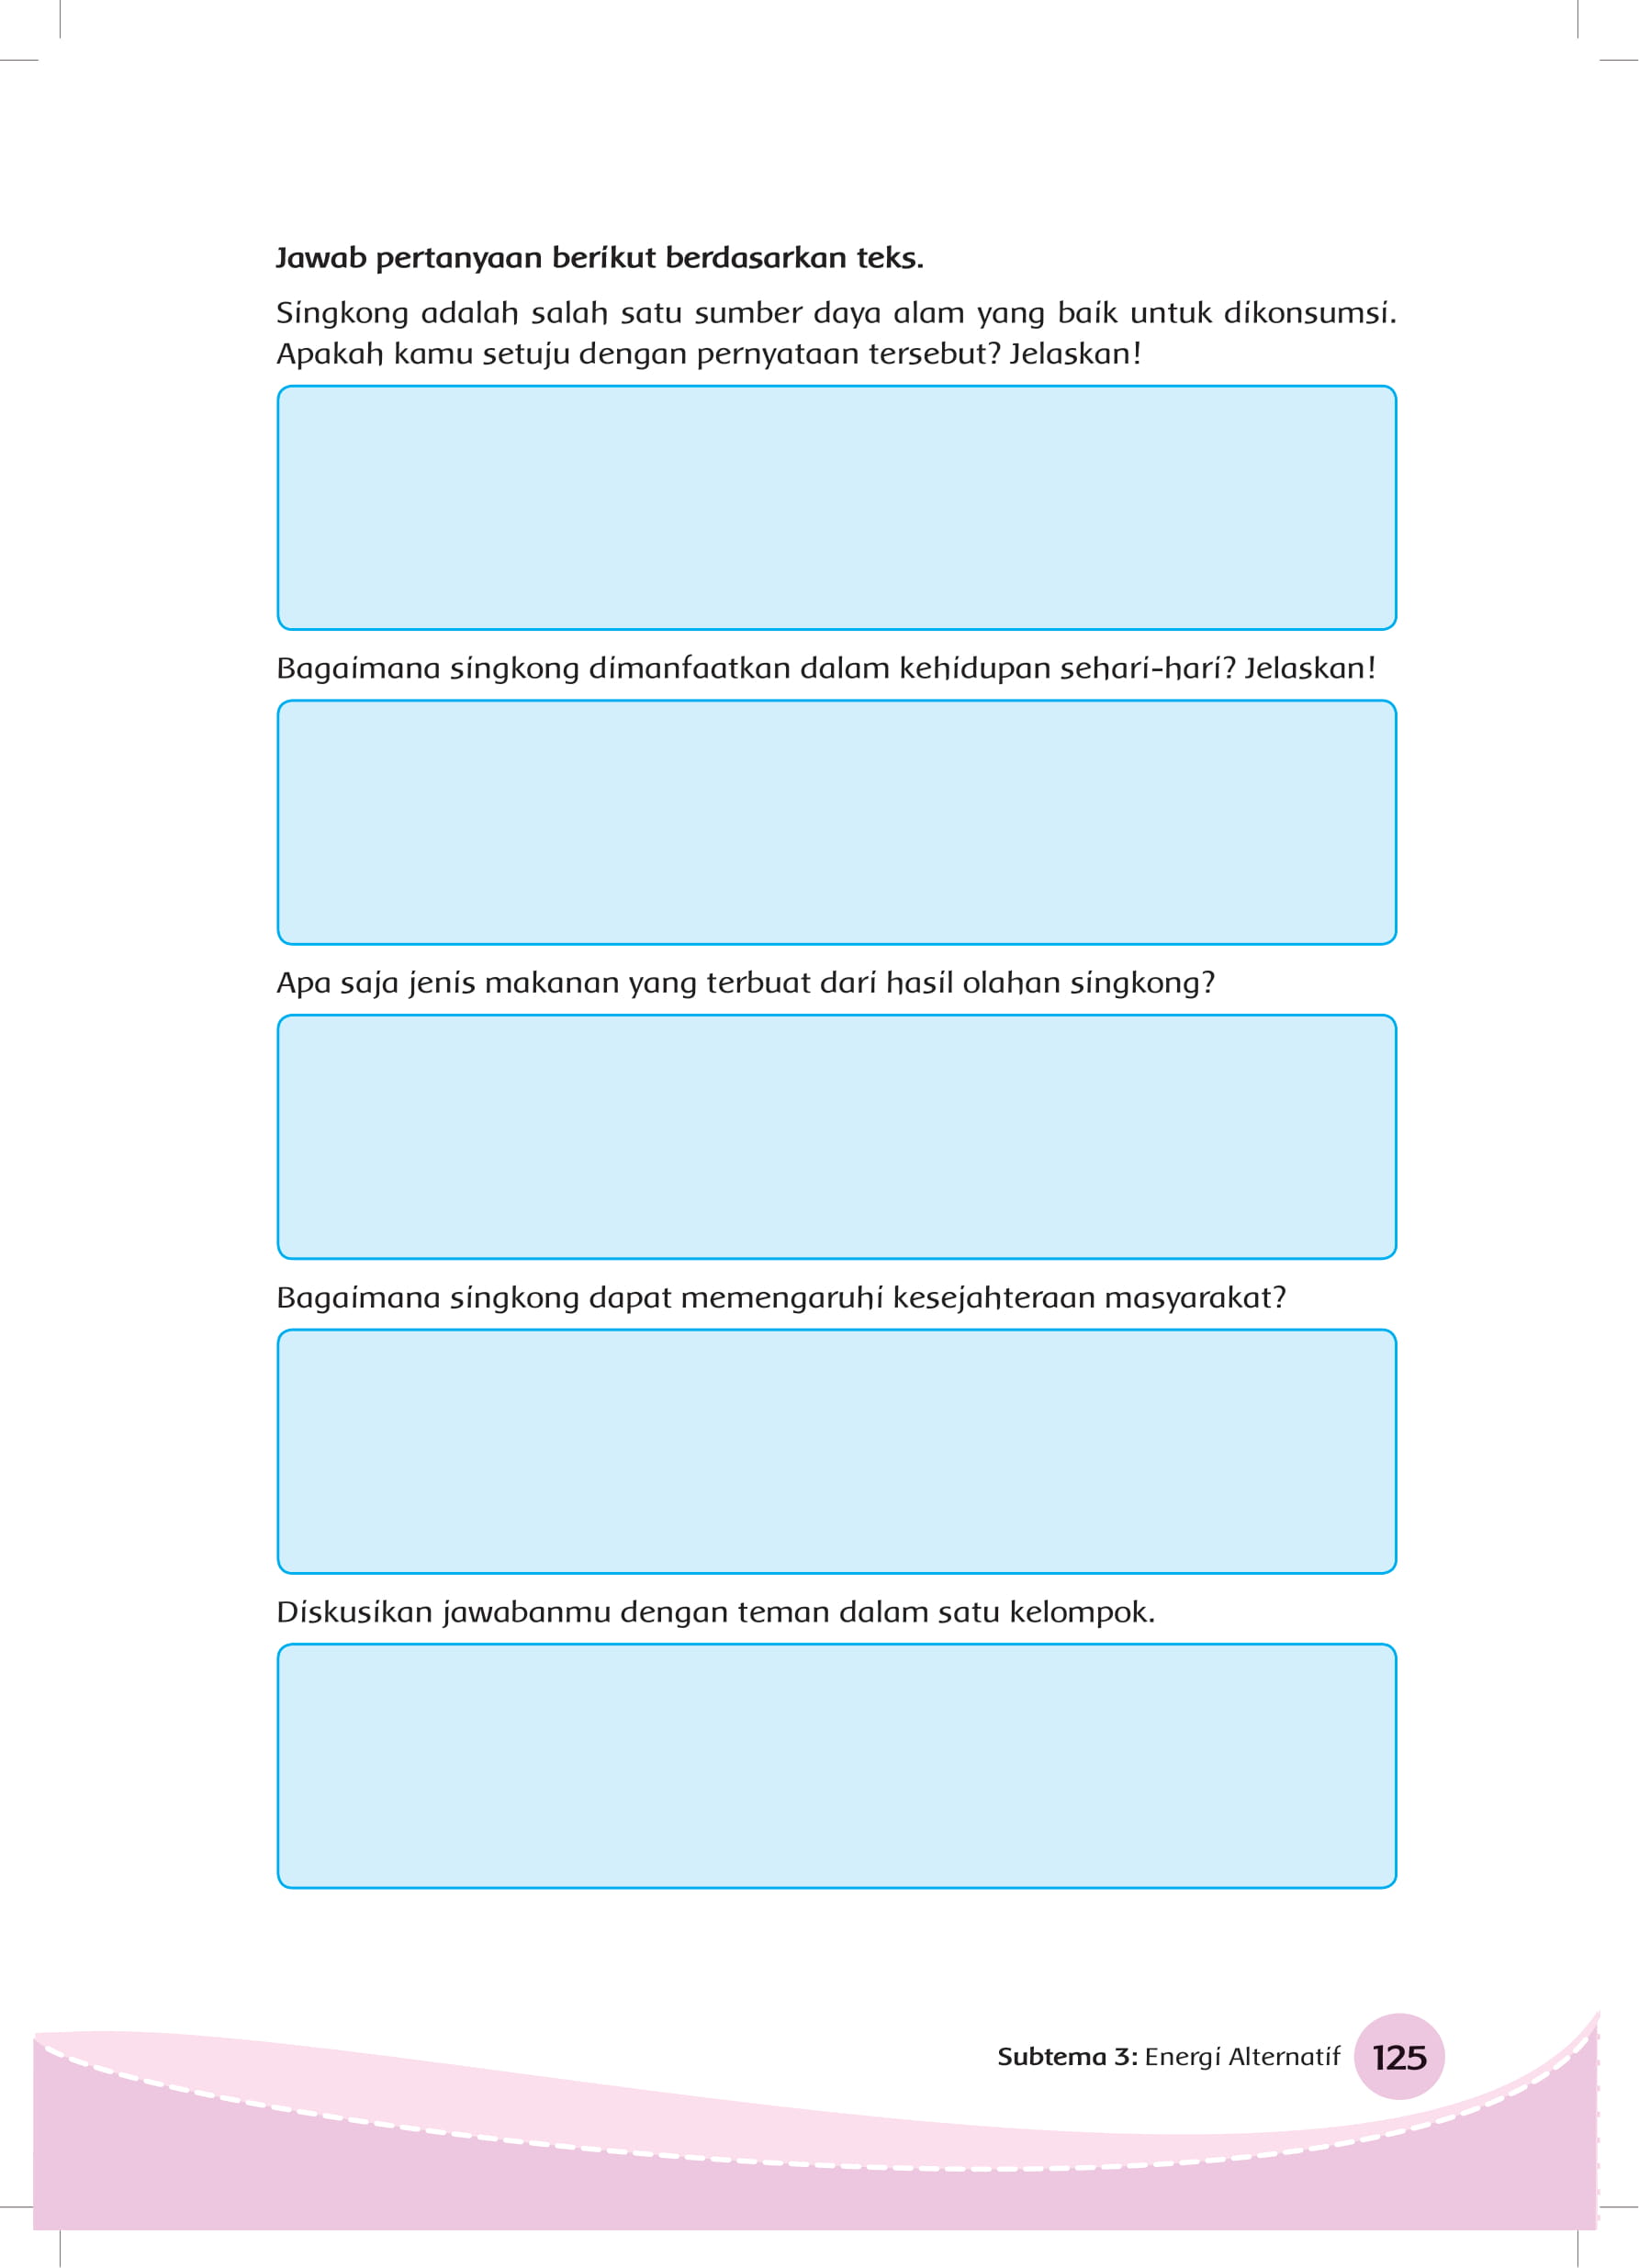 Jawab pertanyaan berikut berdasarkan teks.
Singkong adalah salah satu sumber daya alam yang baik untuk dikonsumsi.
Apakah kamu setuju dengan pernyataan tersebut? Jelaskan!
Bagaimana singkong dimanfaatkan dalam kehidupan sehari-hari? Jelaskan!
Apa saja jenis makanan yang terbuat dari hasil olahan singkong?
Bagaimana singkong dapat memengaruhi kesejahteraan masyarakat?
Diskusikan jawabanmu dengan teman dalam satu kelompok.
Subtema 3: Energi Alternatif 125